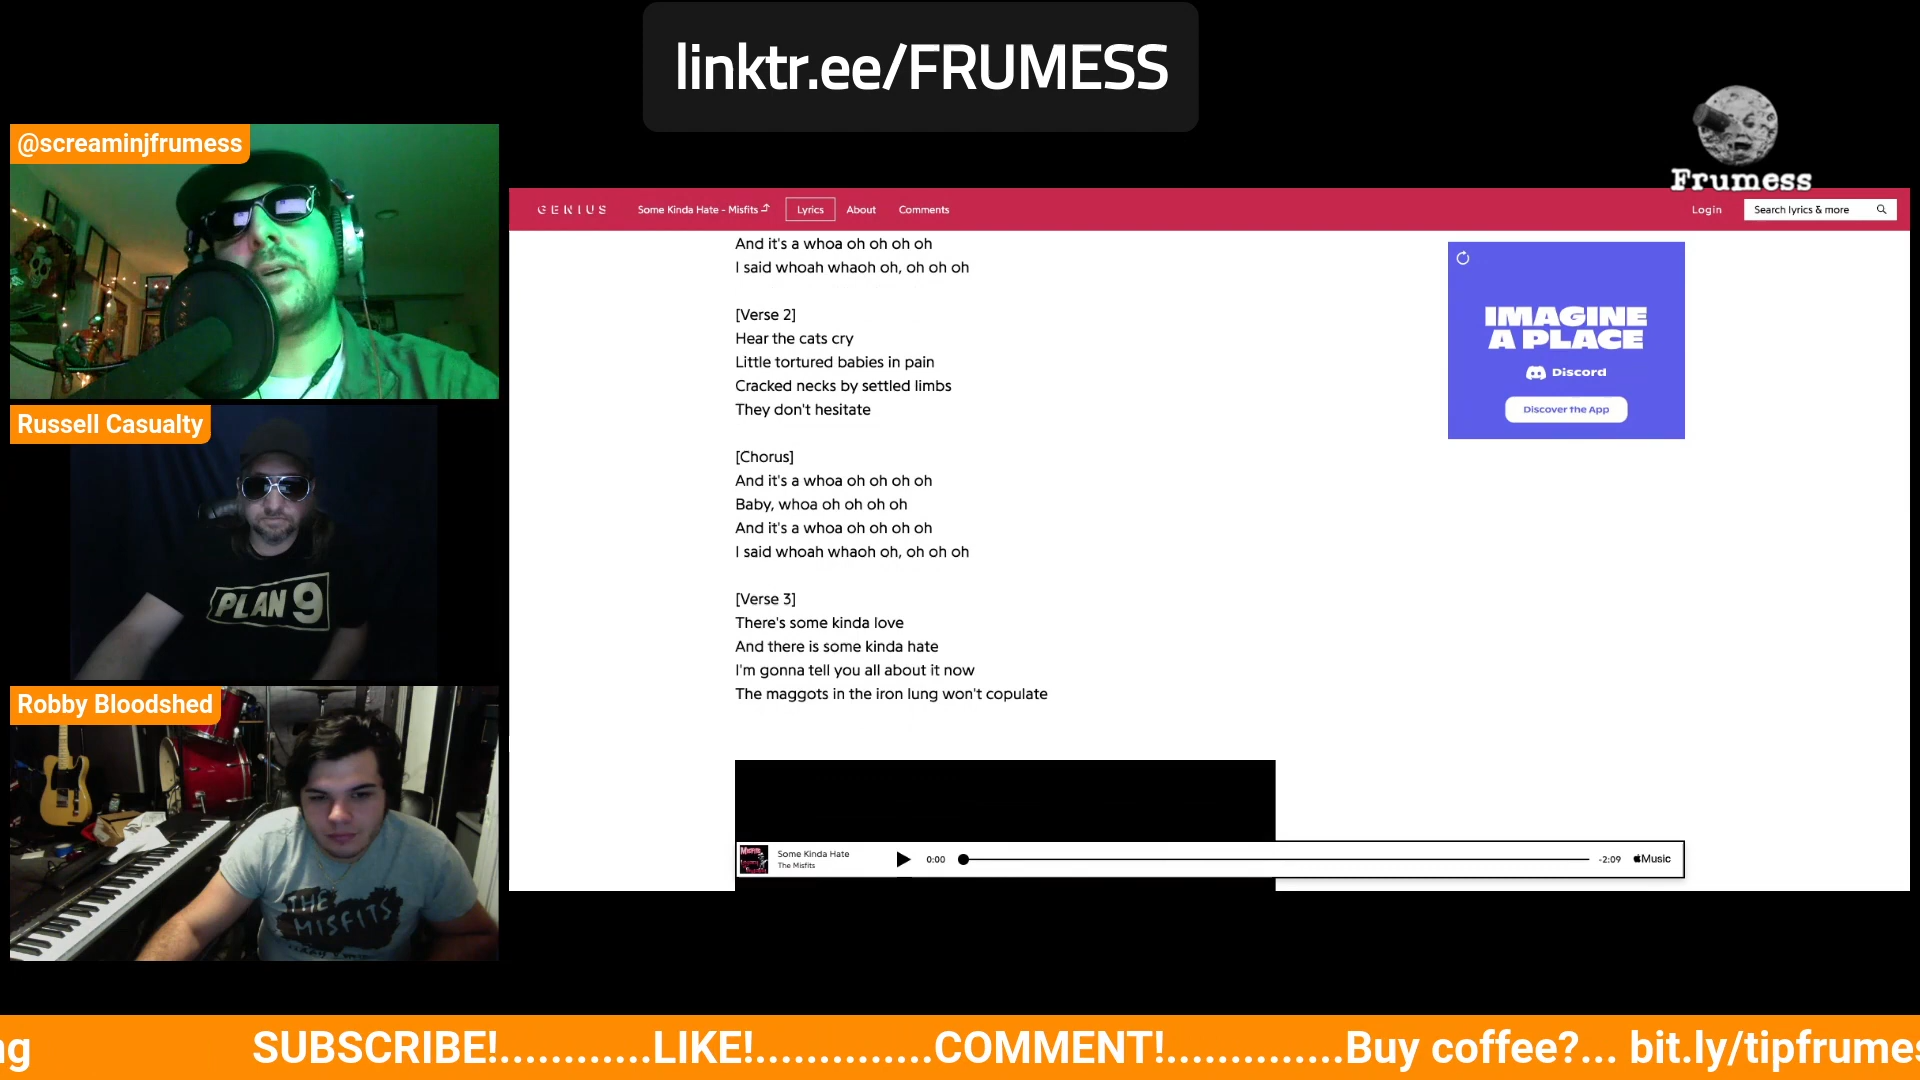 linktr.ee/FRUMESS
@screaminjfrumess
Frumess
GENIUS
Some Kinda Hate - Misfits
Lyrics
About
Comments
Login
Search lyrics & more
And it's a whoa oh oh oh oh
I said whoah whaoh oh, oh oh oh
[Verse 2]
Hear the cats cry
Little tortured babies in pain
Cracked necks by settled limbs
They don't hesitate
[Chorus]
And it's a whoa oh oh oh oh
Baby, whoa oh oh oh oh
And it's a whoa oh oh oh oh
I said whoah whaoh oh, oh oh oh
[Verse 3]
There's some kinda love
And there is some kinda hate
I'm gonna tell you all about it now
The maggots in the iron lung won't copulate
IMAGINE
A PLACE
Discord
Discover the App
Russell Casualty
PLAN 9
Robby Bloodshed
THE
MISFITS
Some Kinda Hate
The Misfits
0:00
-2:09
Music
ng
SUBSCRIBE!............LIKE!..............COMMENT!..............Buy coffee?... bit.ly/tipfrumes